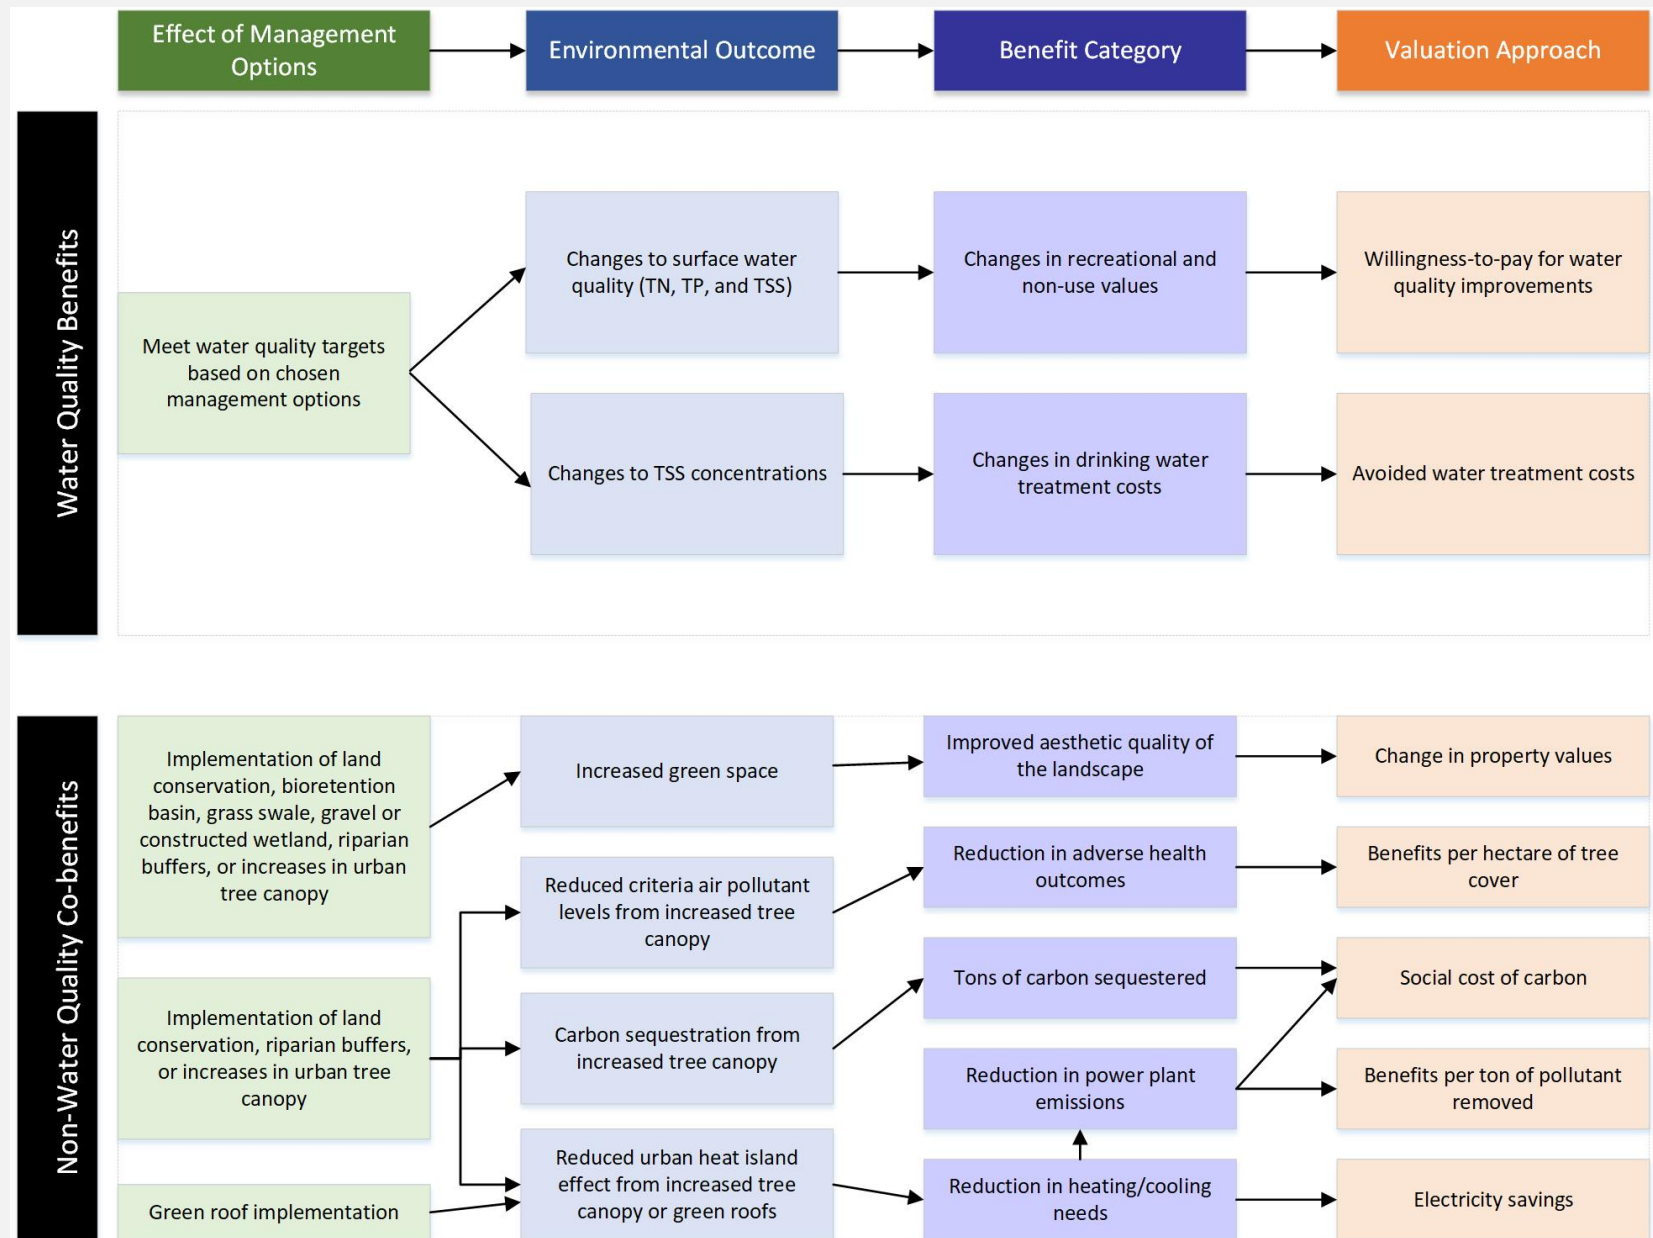 Effect of Management
Options
Environmental Outcome
Benefit Category
Valuation Approach
Water Quality Benefits
Meet water quality targets
based on chosen
management options
Changes to surface water
quality (TN, TP, and TSS)
Changes in recreational and
non-use values
Willingness-to-pay for water
quality improvements
Changes to TSS concentrations
Changes in drinking water
treatment costs
Avoided water treatment costs
Non-Water Quality Co-benefits
Implementation of land
conservation, bioretention
basin, grass swale, gravel or
constructed wetland, riparian
buffers, or increases in urban
tree canopy
Increased green space
Improved aesthetic quality of
the landscape
Change in property values
Reduced criteria air pollutant
levels from increased tree
canopy
Reduction in adverse health
outcomes
Benefits per hectare of tree
cover
Implementation of land
conservation, riparian buffers,
or increases in urban tree
canopy
Carbon sequestration from
increased tree canopy
Tons of carbon sequestered
Social cost of carbon
Reduction in power plant
emissions
Benefits per ton of pollutant
removed
Green roof implementation
Reduced urban heat island
effect from increased tree
canopy or green roofs
Reduction in heating/cooling
needs
Electricity savings